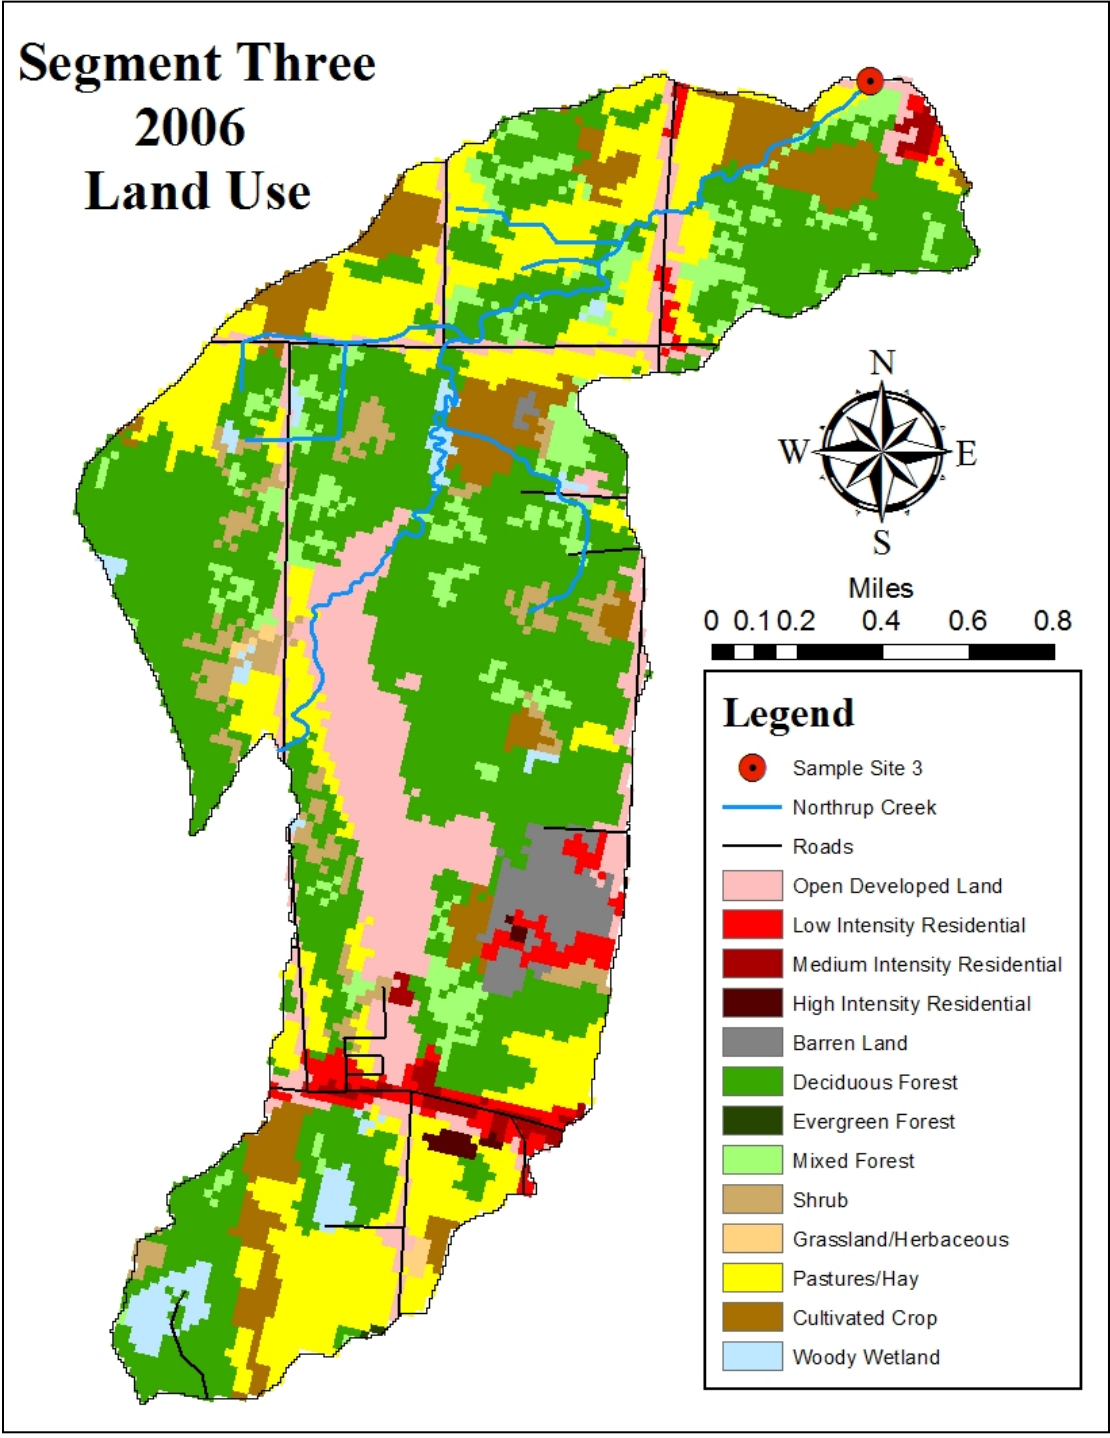 Segment Three
2006
Land Use
N
W
E
S
Miles
0 0.1 0.2 0.4 0.6 0.8
Legend
Sample Site 3
Northrup Creek
Roads
Open Developed Land
Low Intensity Residential
Medium Intensity Residential
High Intensity Residential
Barren Land
Deciduous Forest
Evergreen Forest
Mixed Forest
Shrub
Grassland/Herbaceous
Pastures/Hay
Cultivated Crop
Woody Wetland